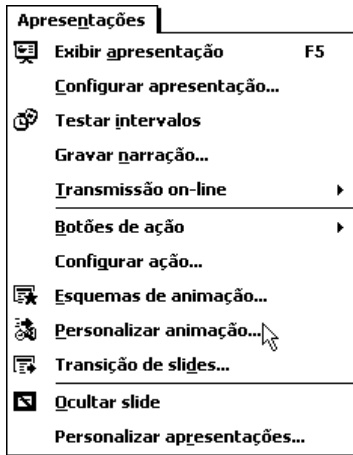 Apresentações
Exibir apresentação F5
Configurar apresentação...
Testar intervalos
Gravar narração...
Transmissão on-line
Botões de ação
Configurar ação...
Esquemas de animação...
Personalizar animação...
Transição de slides...
Ocultar slide
Personalizar apresentações...